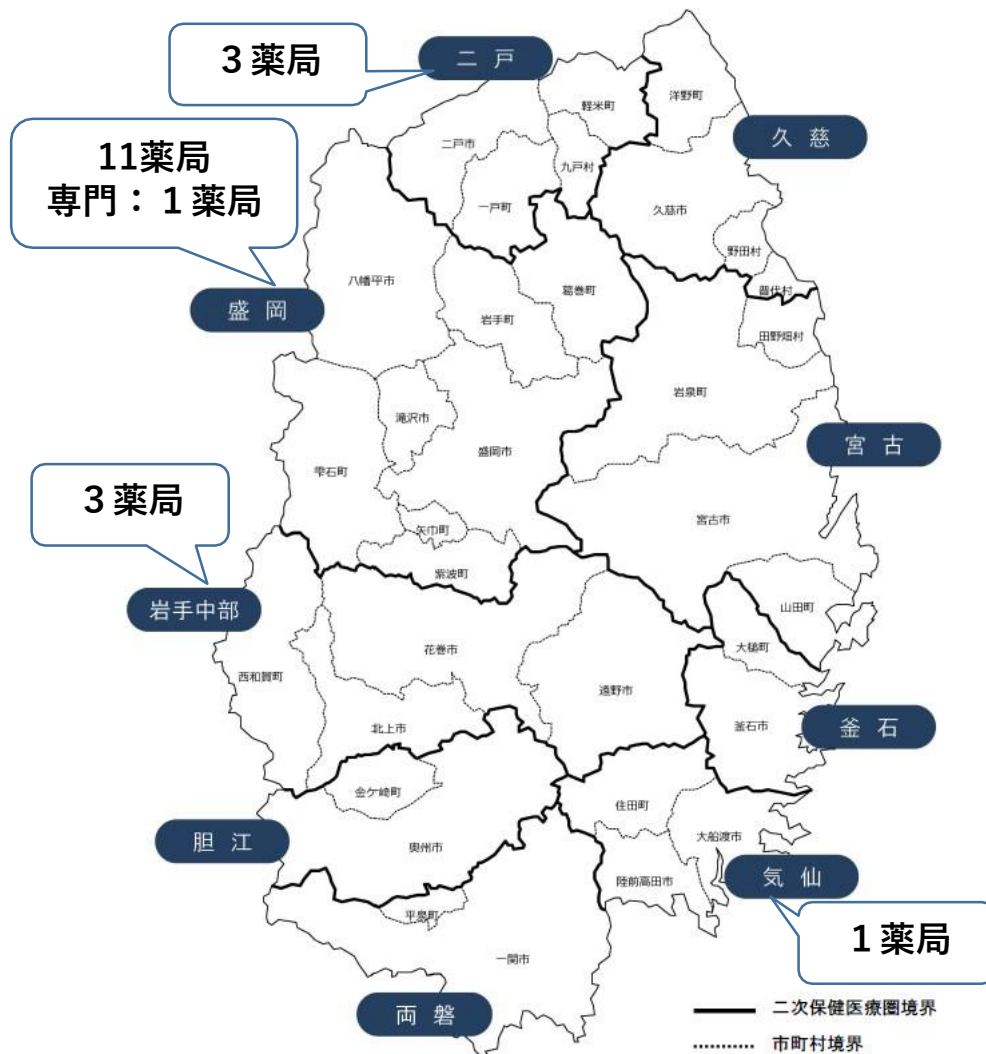 ３薬局
二戸
軽米町
洋野町
11薬局
専門：１薬局
二戸市
九戸村
久慈
一戸町
久慈市
野田村
八幡平市
葛巻町
普代村
盛岡
岩手町
田野畑村
岩泉町
滝沢市
盛岡市
宮古
雫石町
３薬局
矢巾町
宮古市
紫波町
岩手中部
山田町
花巻市
大槌町
西和賀町
遠野市
北上市
釜石市
釜石
金ケ崎町
住田町
胆江
奥州市
大船渡市
陸前高田市
気仙
平泉町
１薬局
一関市
両磐
二次保健医療圏境界
市町村境界